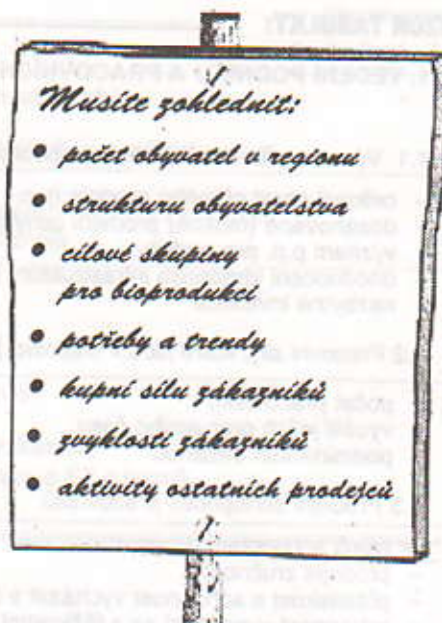 Musíte zohlednit:
• počet obyvatel v regionu
• strukturu obyvatelstva
• cílové skupiny
pro bioprodukci
• potřeby a trendy
• kupní sílu zákazníků
• zvyklosti zákazníků
• aktivity ostatních prodejců